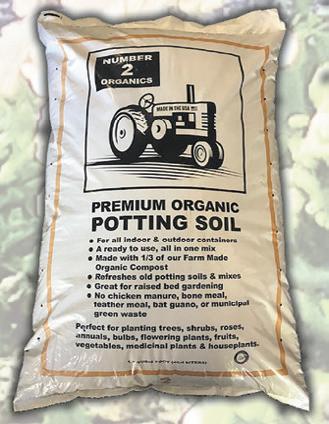 NUMBER
2
ORGANICS
MADE IN THE USA
PREMIUM ORGANIC
POTTING SOIL
• For all indoor & outdoor containers
• A ready to use, all in one mix
• Made with 1/3 of our Farm Made
Organic Compost
• Refreshes old potting soils & mixes
• Great for raised bed gardening
• No chicken manure, bone meal,
feather meal, bat guano, or municipal
green waste
Perfect for planting trees, shrubs, roses,
annuals, bulbs, flowering plants, fruits,
vegetables, medicinal plants & houseplants.